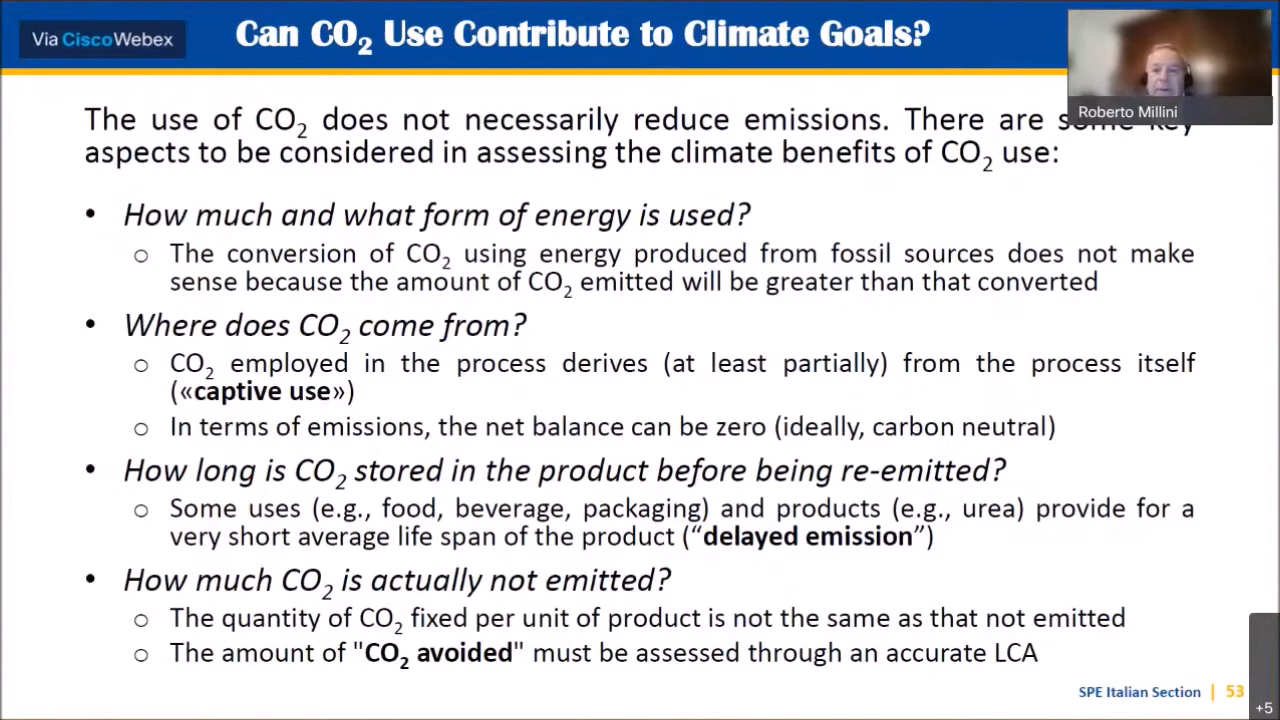 Via CiscoWebex
Can CO₂ Use Contribute to Climate Goals?
Roberto Millini
The use of CO₂ does not necessarily reduce emissions. There are some key
aspects to be considered in assessing the climate benefits of CO₂ use:
• How much and what form of energy is used?
o The conversion of CO₂ using energy produced from fossil sources does not make
sense because the amount of CO₂ emitted will be greater than that converted
• Where does CO₂ come from?
o CO₂ employed in the process derives (at least partially) from the process itself
(«captive use»)
o In terms of emissions, the net balance can be zero (ideally, carbon neutral)
• How long is CO₂ stored in the product before being re-emitted?
o Some uses (e.g., food, beverage, packaging) and products (e.g., urea) provide for a
very short average life span of the product (“delayed emission”)
• How much CO₂ is actually not emitted?
o The quantity of CO₂ fixed per unit of product is not the same as that not emitted
o The amount of "CO₂ avoided" must be assessed through an accurate LCA
SPE Italian Section | 53
+5